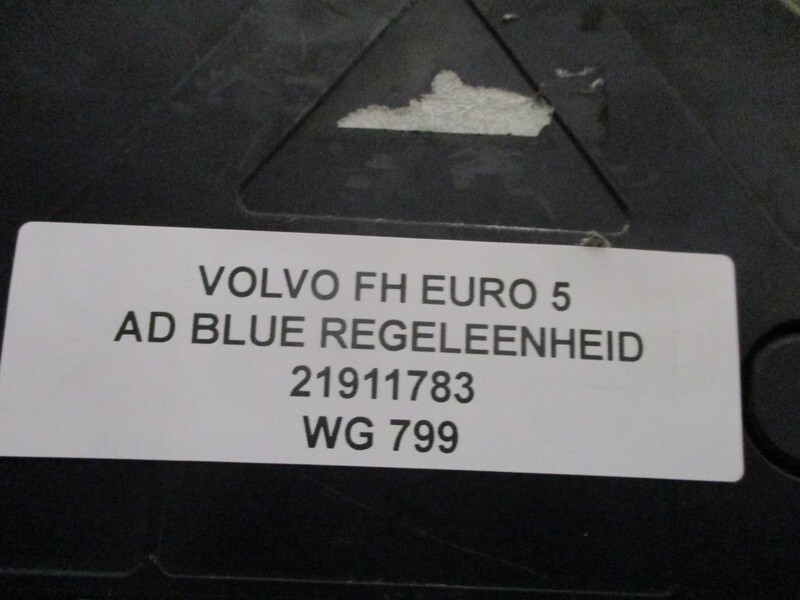 VOLVO FH EURO 5
AD BLUE REGELEENHEID
21911783
WG 799